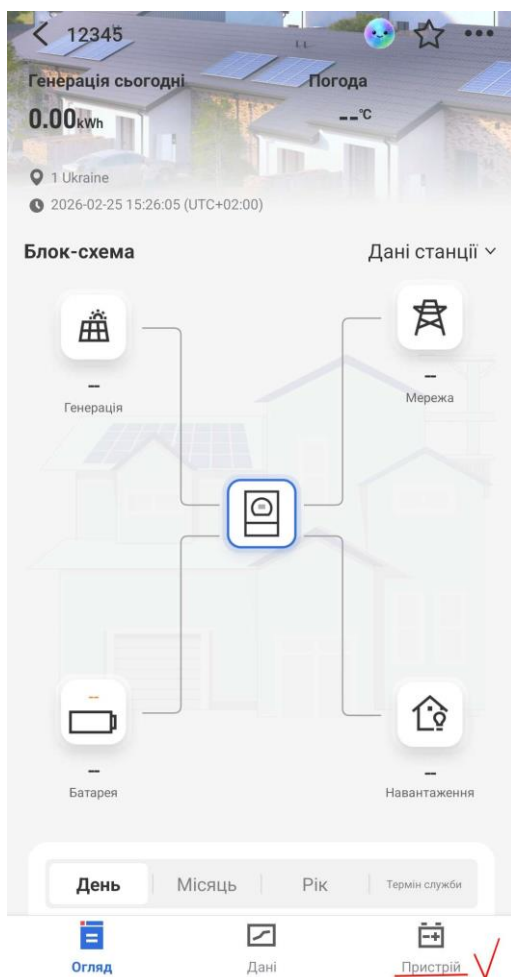 12345
Генерація сьогодні Погода
0.00kWh --°C
1 Ukraine
2026-02-25 15:26:05 (UTC+02:00)
Блок-схема Дані станції
-- --
Генерація Мережа
--
-- --
Батарея Навантаження
День Місяць Рік Термін служби
Огляд Дані Пристрій